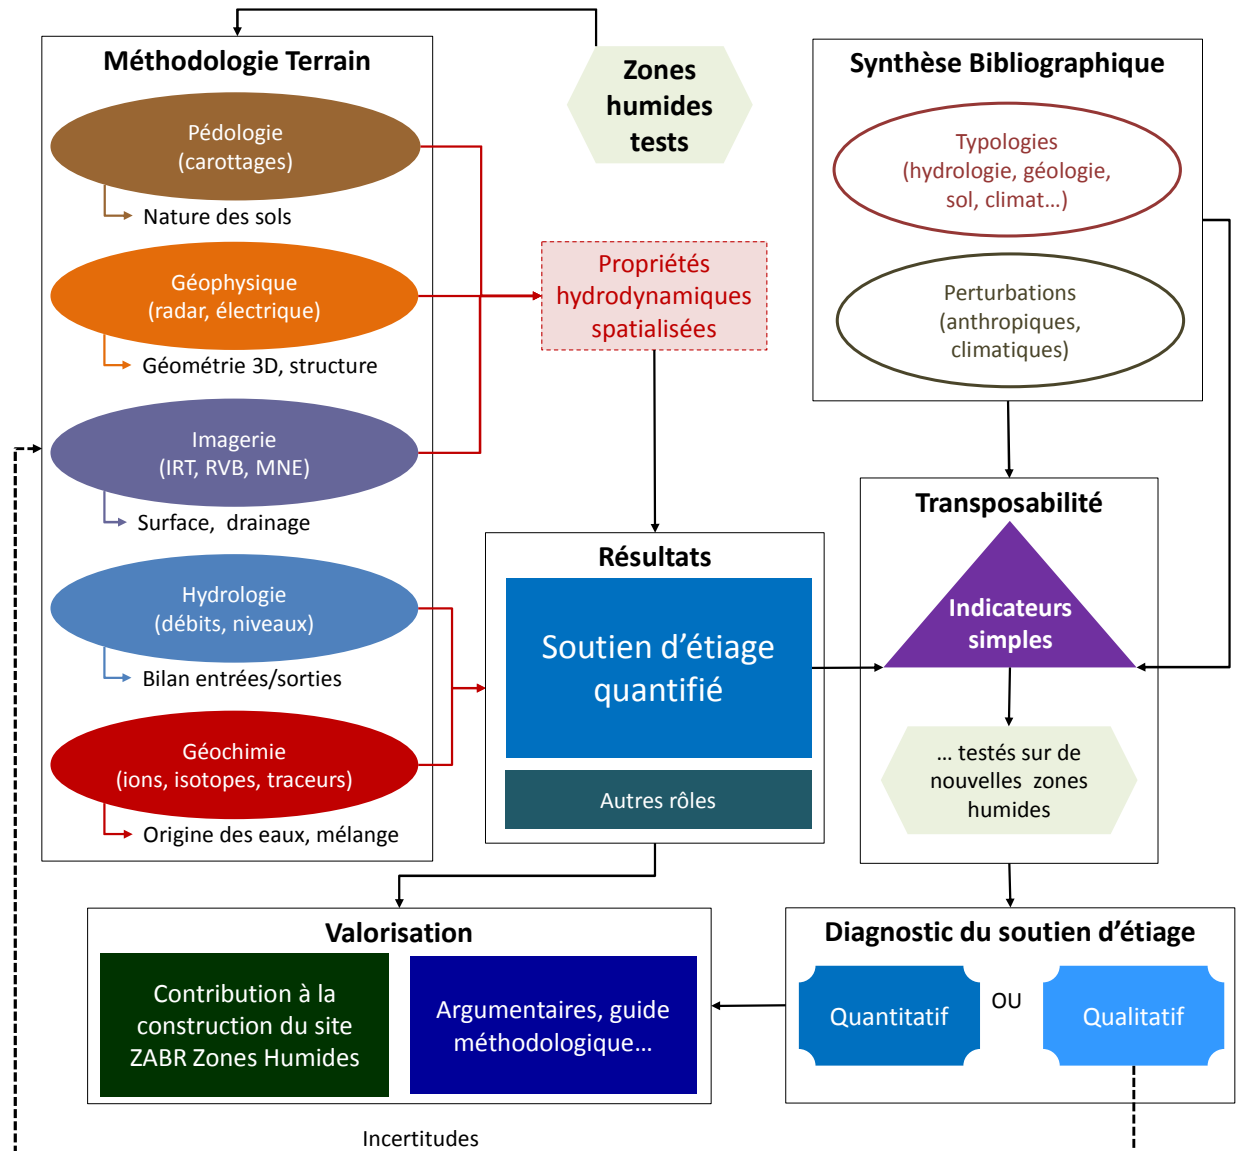 Méthodologie Terrain
Pédologie
(carottages)
Nature des sols
Géophysique
(radar, électrique)
Géométrie 3D, structure
Imagerie
(IRT, RVB, MNE)
Surface, drainage
Hydrologie
(débits, niveaux)
Bilan entrées/sorties
Géochimie
(ions, isotopes, traceurs)
Origine des eaux, mélange
Zones
humides
tests
Propriétés
hydrodynamiques
spatialisées
Synthèse Bibliographique
Typologies
(hydrologie, géologie,
sol, climat…)
Perturbations
(anthropiques,
climatiques)
Résultats
Soutien d’étiage
quantifié
Autres rôles
Transposabilité
Indicateurs
simples
… testés sur de
nouvelles zones
humides
Valorisation
Contribution à la
construction du site
ZABR Zones Humides
Argumentaires, guide
méthodologique…
Diagnostic du soutien d’étiage
Quantitatif
OU
Qualitatif
Incertitudes